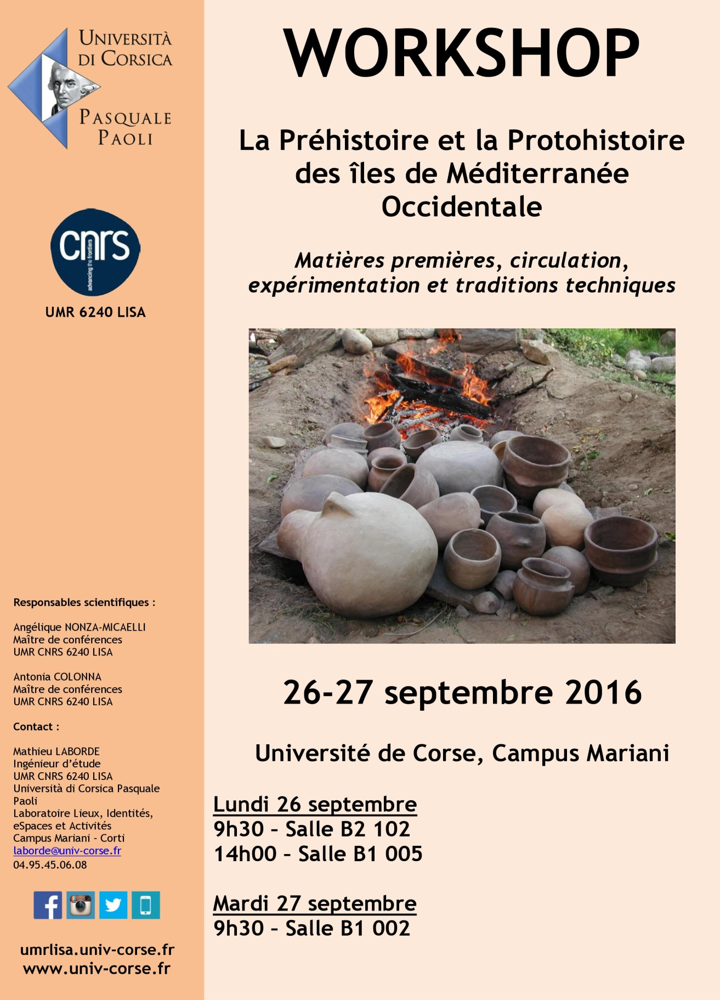 UNIVERSITÀ
DI CORSICA
PASQUALE
PAOLI
cnrs
advancing the frontiers
UMR 6240 LISA
Responsables scientifiques :
Angélique NONZA-MICAELLI
Maître de conférences
UMR CNRS 6240 LISA
Antonia COLONNA
Maître de conférences
UMR CNRS 6240 LISA
Contact :
Mathieu LABORDE
Ingénieur d’étude
UMR CNRS 6240 LISA
Università di Corsica Pasquale
Paoli
Laboratoire Lieux, Identités,
eSpaces et Activités
Campus Mariani - Corti
laborde@univ-corse.fr
04.95.45.06.08
umrlisa.univ-corse.fr
www.univ-corse.fr
WORKSHOP
La Préhistoire et la Protohistoire
des îles de Méditerranée
Occidentale
Matières premières, circulation,
expérimentation et traditions techniques
26-27 septembre 2016
Université de Corse, Campus Mariani
Lundi 26 septembre
9h30 – Salle B2 102
14h00 – Salle B1 005
Mardi 27 septembre
9h30 – Salle B1 002